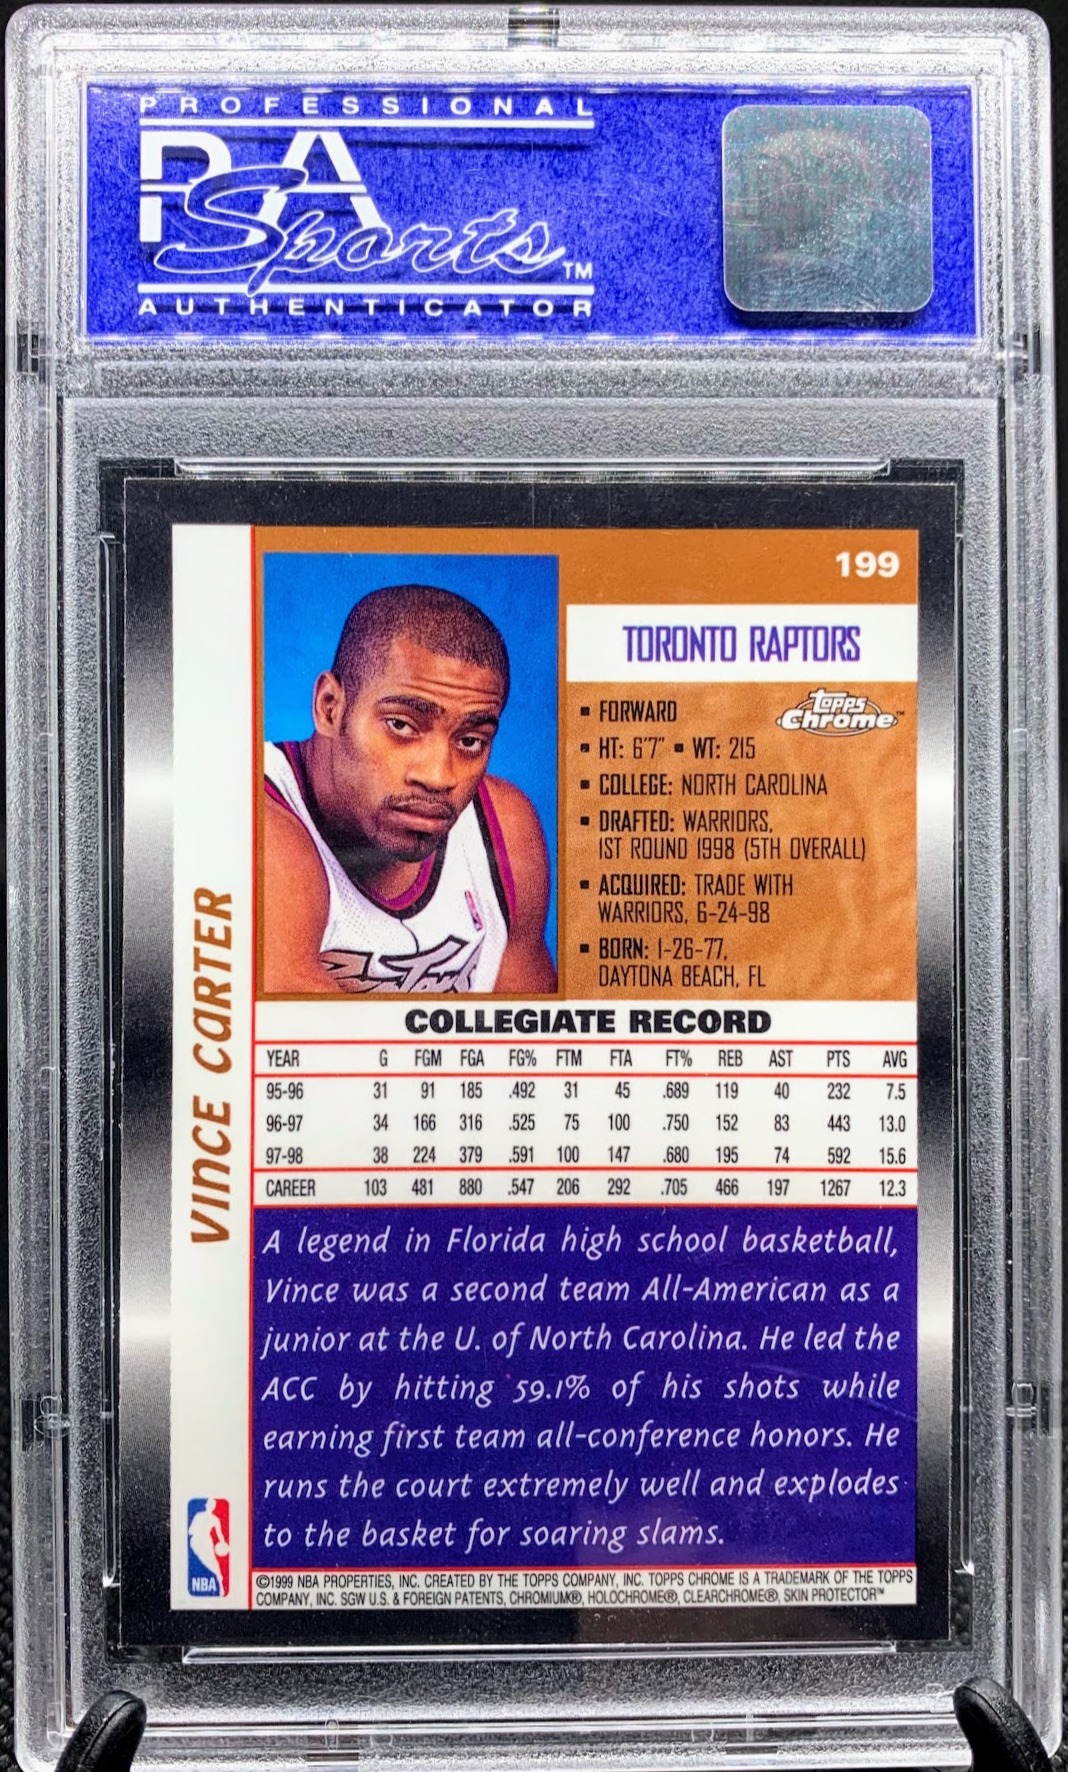 PROFESSIONAL
PSA
Sports™
AUTHENTICATOR
199
TORONTO RAPTORS
Topps
Chrome™
▪ FORWARD
▪ HT: 6'7" ▪ WT: 215
▪ COLLEGE: NORTH CAROLINA
▪ DRAFTED: WARRIORS,
1ST ROUND 1998 (5TH OVERALL)
▪ ACQUIRED: TRADE WITH
WARRIORS, 6-24-98
▪ BORN: 1-26-77,
DAYTONA BEACH, FL
VINCE CARTER
COLLEGIATE RECORD
YEAR G FGM FGA FG% FTM FTA FT% REB AST PTS AVG
95-96 31 91 185 .492 31 45 .689 119 40 232 7.5
96-97 34 166 316 .525 75 100 .750 152 83 443 13.0
97-98 38 224 379 .591 100 147 .680 195 74 592 15.6
CAREER 103 481 880 .547 206 292 .705 466 197 1267 12.3
A legend in Florida high school basketball,
Vince was a second team All-American as a
junior at the U. of North Carolina. He led the
ACC by hitting 59.1% of his shots while
earning first team all-conference honors. He
runs the court extremely well and explodes
to the basket for soaring slams.
NBA
©1999 NBA PROPERTIES, INC. CREATED BY THE TOPPS COMPANY, INC. TOPPS CHROME IS A TRADEMARK OF THE TOPPS
COMPANY, INC. SGW U.S. & FOREIGN PATENTS, CHROMIUM®, HOLOCHROME®, CLEARCHROME®, SKIN PROTECTOR™